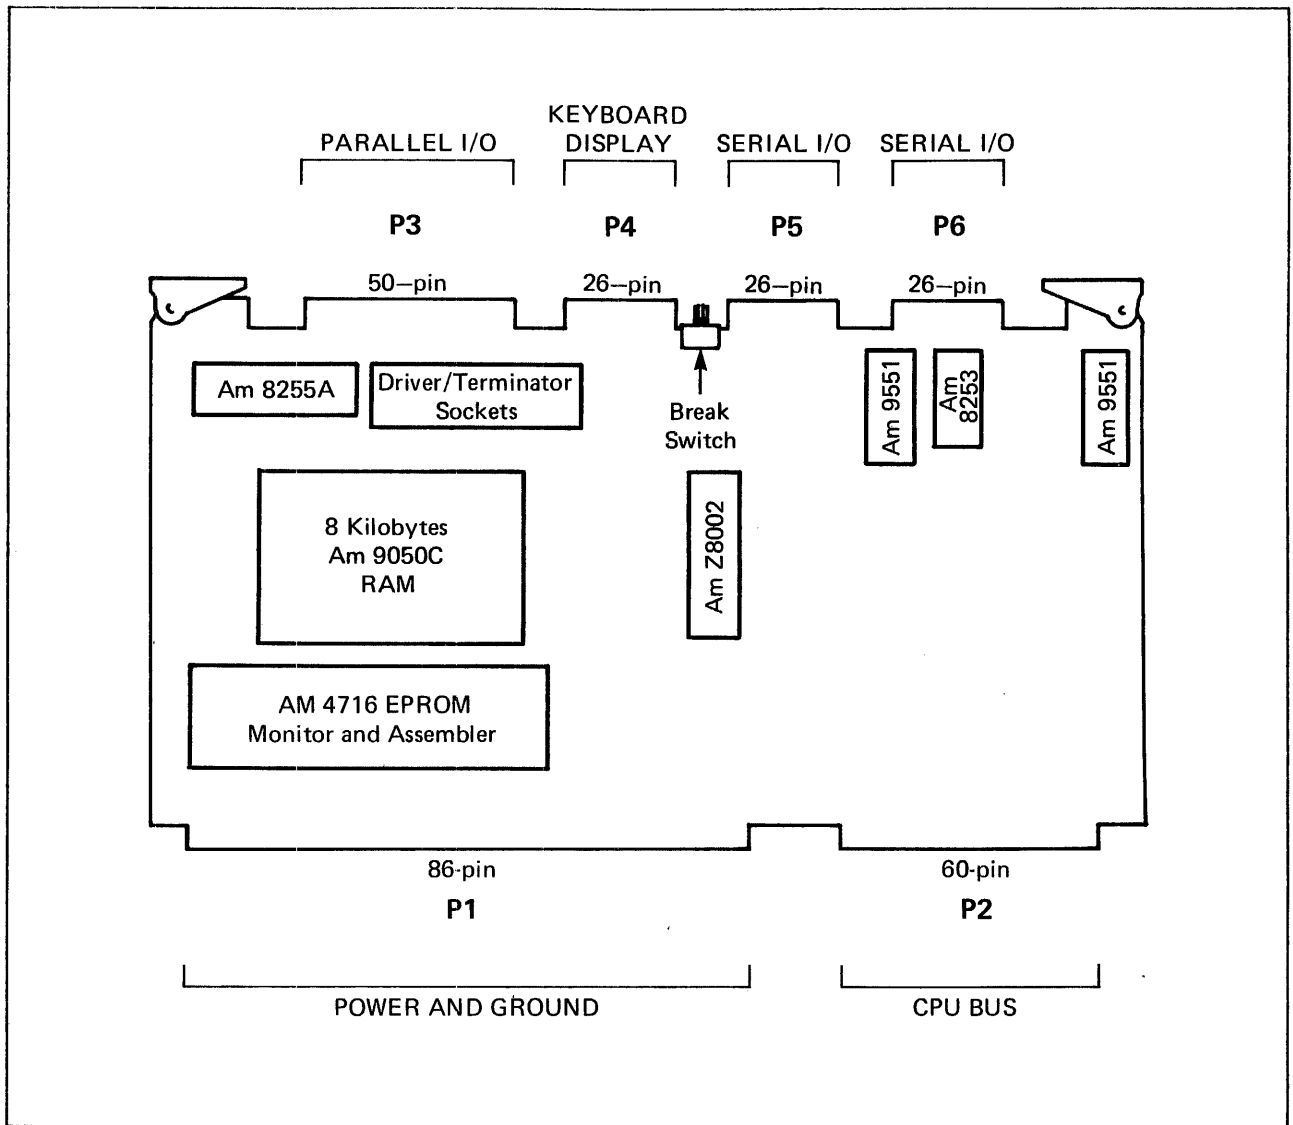 KEYBOARD
PARALLEL I/O DISPLAY SERIAL I/O SERIAL I/O
P3 P4 P5 P6
50—pin 26—pin 26—pin 26—pin
Am 8255A
Driver/Terminator
Sockets
Break
Switch
Am 9551
Am
8253
Am 9551
8 Kilobytes
Am 9050C
RAM
Am Z8002
AM 4716 EPROM
Monitor and Assembler
86-pin 60-pin
P1 P2
POWER AND GROUND CPU BUS